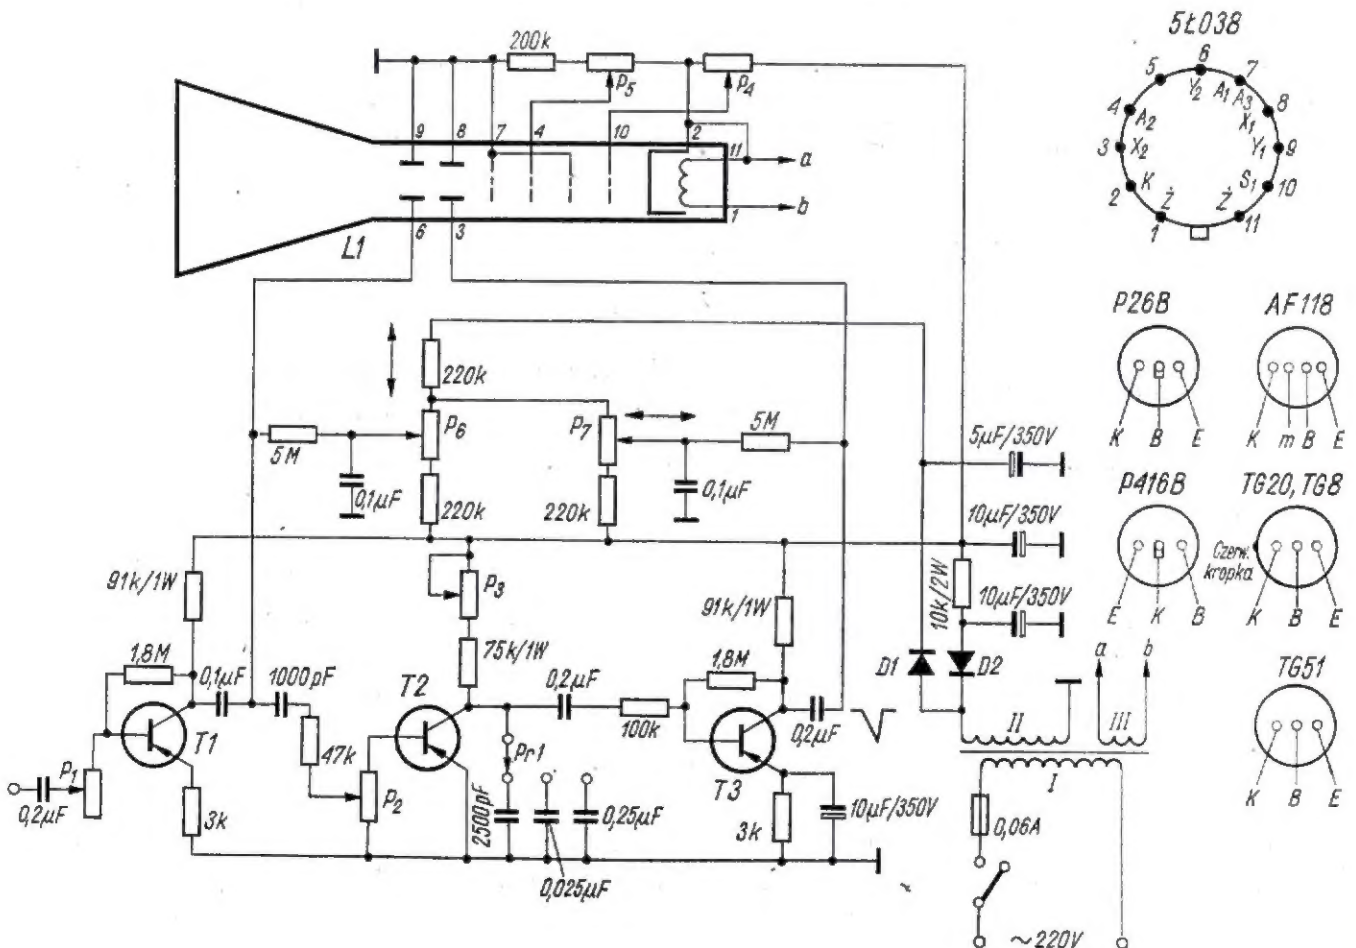 5Ł038
200k
P5
P4
9
8
7
4
10
2
11
a
b
1
6
3
L1
5
6
7
4
8
3
9
2
10
1
11
Y2
A1
A3
A2
X1
X2
Y1
K
S1
Ż
Ż
P26B
AF118
K
B
E
K
m
B
E
220k
P6
P7
5M
5M
0,1μF
0,1μF
220k
220k
5μF/350V
10μF/350V
10k/2W
10μF/350V
P416B
TG20, TG8
Czerw.
kropka
E
K
B
K
B
E
91k/1W
P3
91k/1W
75k/1W
1,8M
1,8M
0,1μF
1000pF
T2
0,2μF
100k
0,2μF
D1
D2
a
b
TG51
K
B
E
T1
47k
Pr1
T3
II
III
I
P1
0,2μF
3k
P2
2500pF
0,25μF
0,025μF
3k
10μF/350V
0,06A
~220V